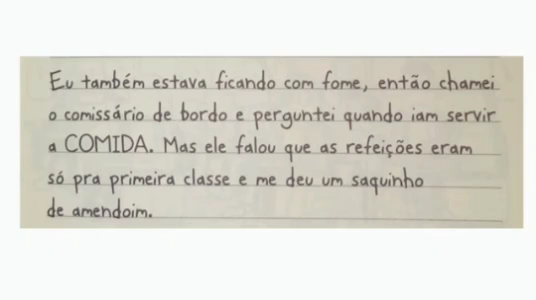 Eu também estava ficando com fome, então chamei
o comissário de bordo e perguntei quando iam servir
a COMIDA. Mas ele falou que as refeições eram
só pra primeira classe e me deu um saquinho
de amendoim.